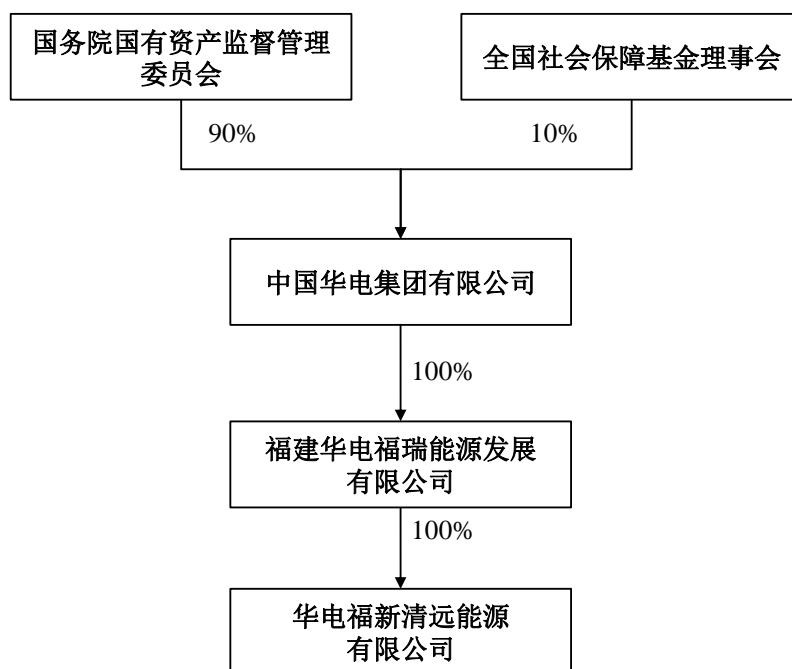 国务院国有资产监督管理
委员会
全国社会保障基金理事会
90%
10%
中国华电集团有限公司
100%
福建华电福瑞能源发展
有限公司
100%
华电福新清远能源
有限公司